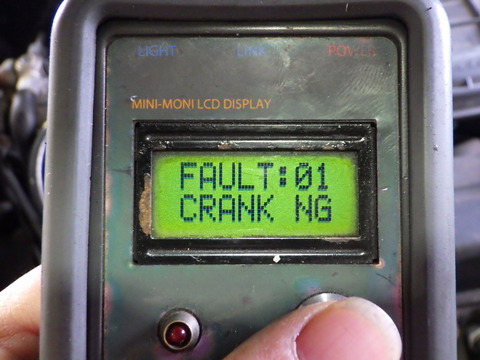 LIGHT LINK POWER
MINI-MONI LCD DISPLAY
FAULT:01
CRANK NG